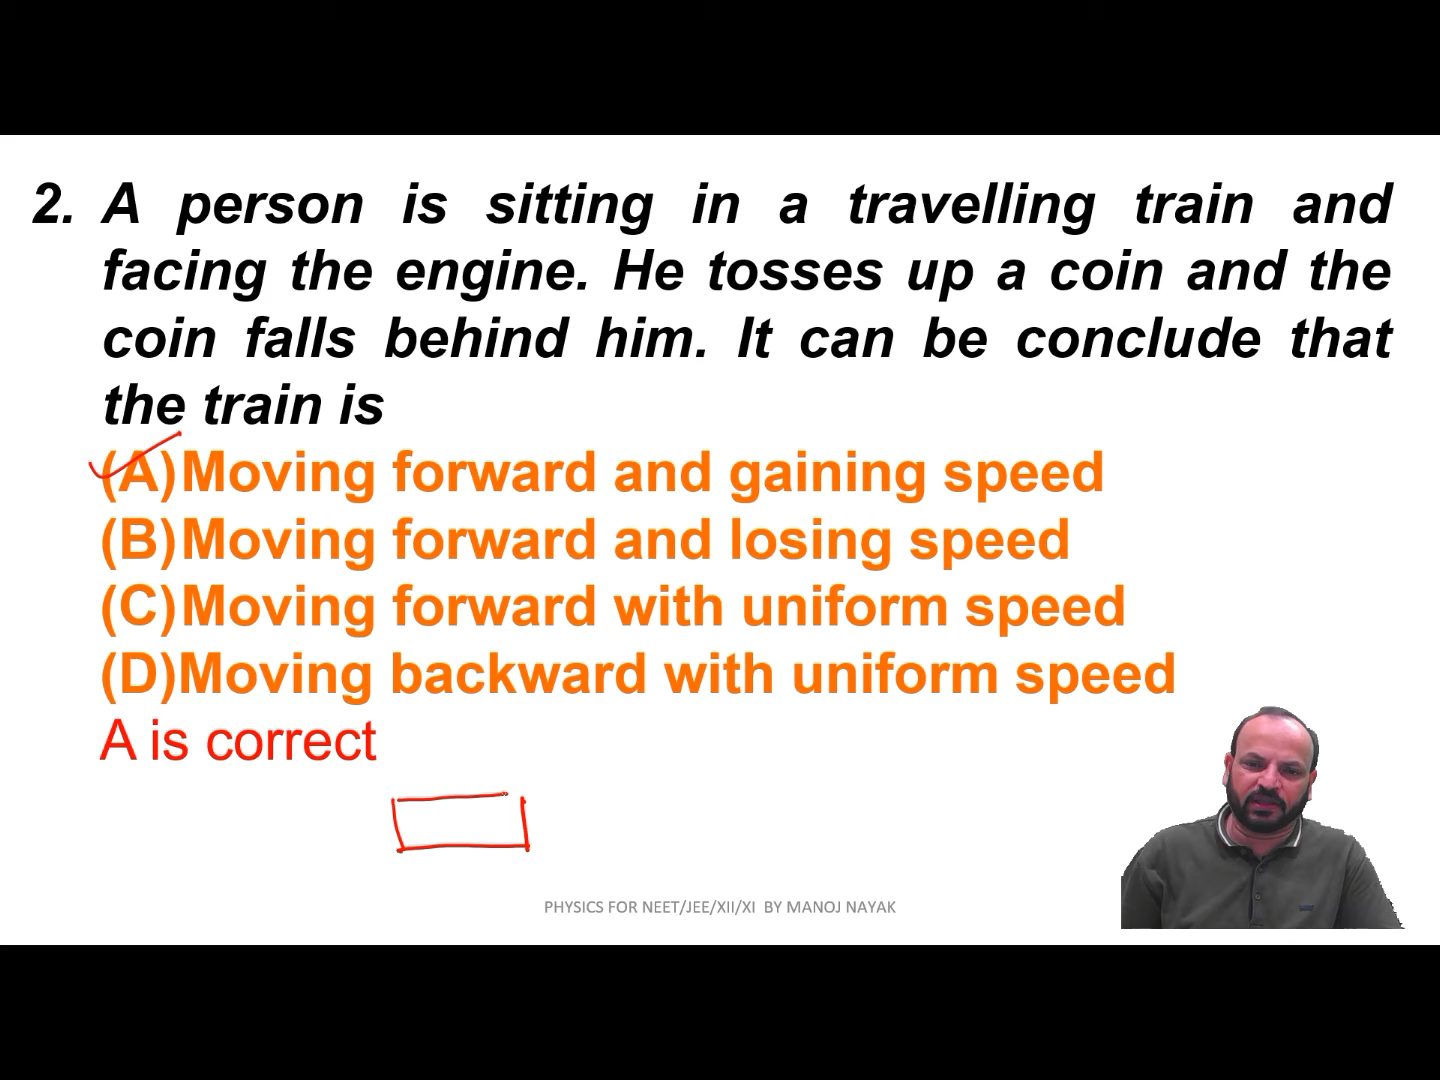 2. A person is sitting in a travelling train and
facing the engine. He tosses up a coin and the
coin falls behind him. It can be conclude that
the train is
(A)Moving forward and gaining speed
(B)Moving forward and losing speed
(C)Moving forward with uniform speed
(D)Moving backward with uniform speed
A is correct
PHYSICS FOR NEET/JEE/XII/XI BY MANOJ NAYAK